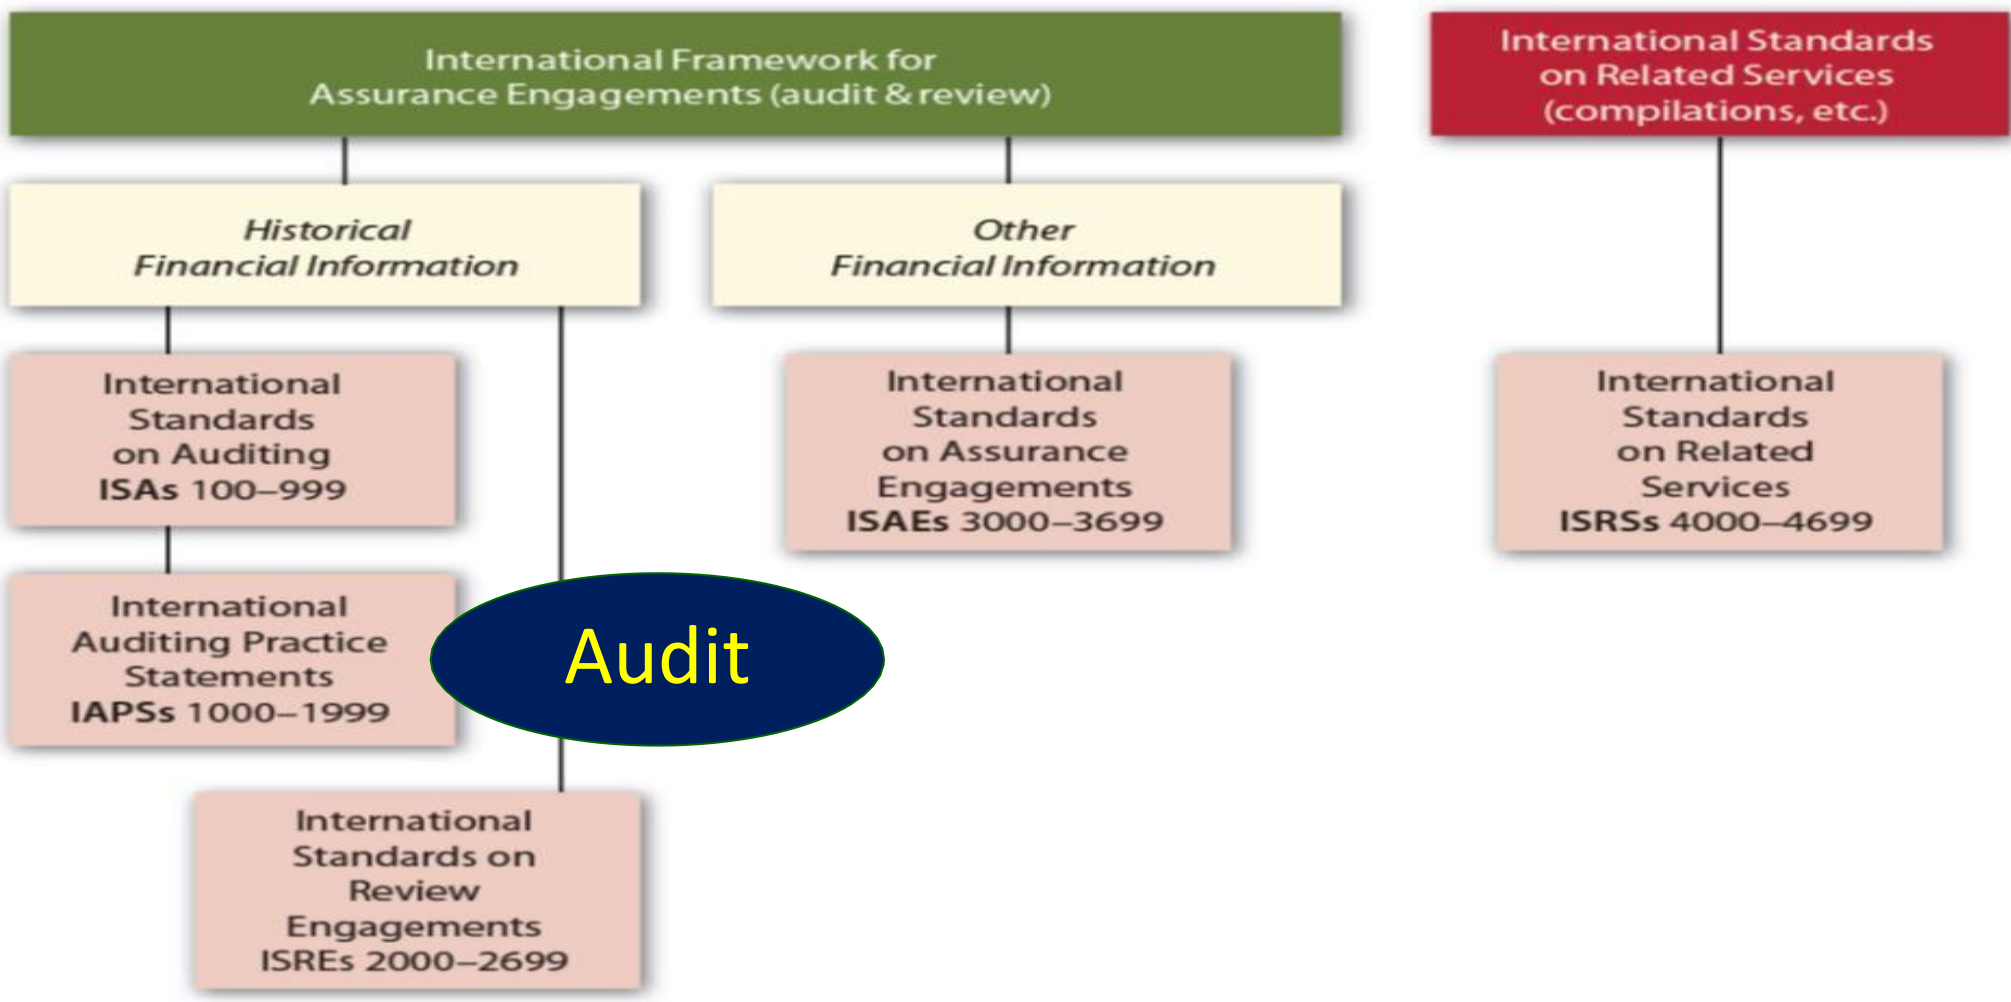 International Framework for
Assurance Engagements (audit & review)
International Standards
on Related Services
(compilations, etc.)
Historical
Financial Information
Other
Financial Information
International
Standards
on Auditing
ISAs 100–999
International
Standards
on Assurance
Engagements
ISAEs 3000–3699
International
Standards
on Related
Services
ISRSs 4000–4699
International
Auditing Practice
Statements
IAPSs 1000–1999
Audit
International
Standards on
Review
Engagements
ISREs 2000–2699